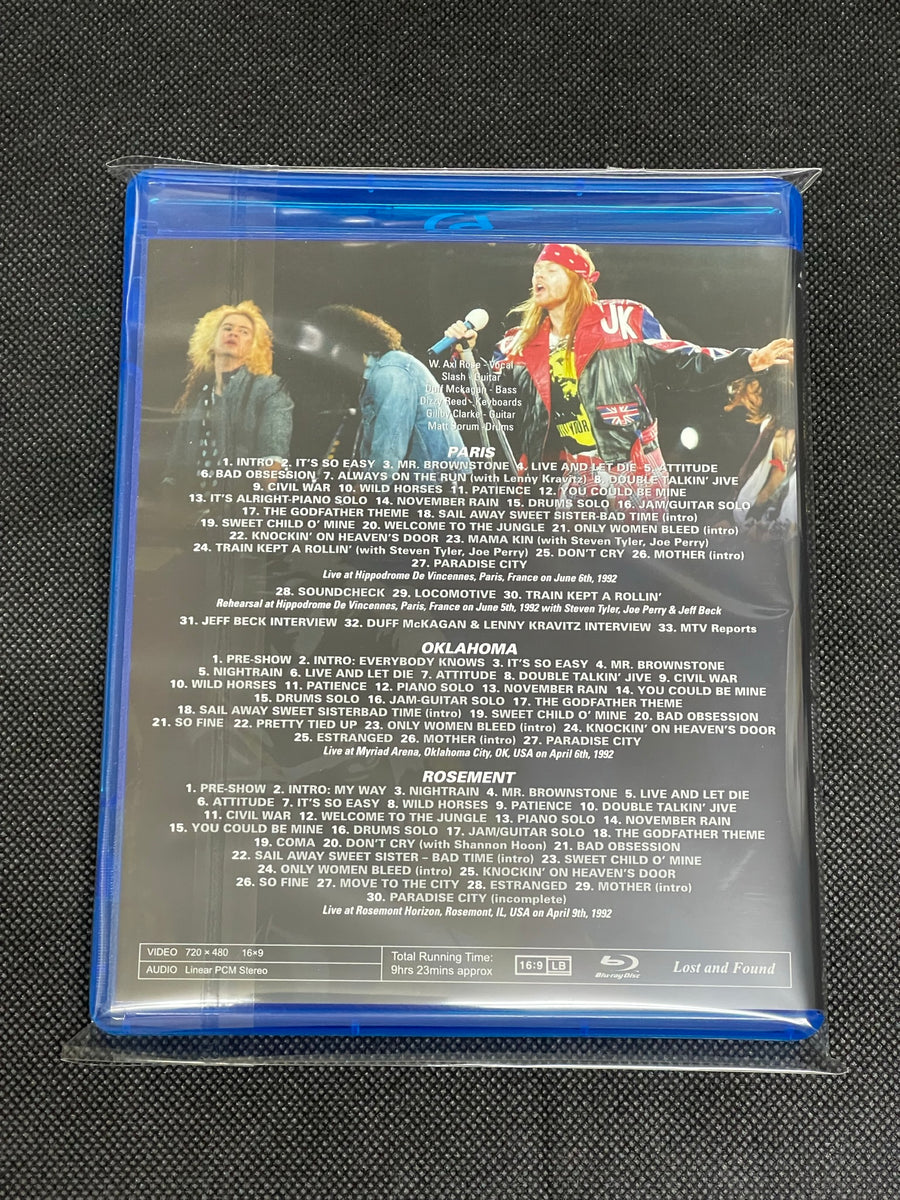 JK
W. Axl Rose - Vocal
Slash - Guitar
Duff Mckagan - Bass
Dizzy Reed - Keyboards
Gilby Clarke - Guitar
Matt Sorum -Drums
PARIS
1. INTRO 2. IT'S SO EASY 3. MR. BROWNSTONE 4. LIVE AND LET DIE 5. ATTITUDE
6. BAD OBSESSION 7. ALWAYS ON THE RUN (with Lenny Kravitz) 8. DOUBLE TALKIN' JIVE
9. CIVIL WAR 10. WILD HORSES 11. PATIENCE 12. YOU COULD BE MINE
13. IT'S ALRIGHT-PIANO SOLO 14. NOVEMBER RAIN 15. DRUMS SOLO 16. JAM/GUITAR SOLO
17. THE GODFATHER THEME 18. SAIL AWAY SWEET SISTER-BAD TIME (intro)
19. SWEET CHILD O' MINE 20. WELCOME TO THE JUNGLE 21. ONLY WOMEN BLEED (intro)
22. KNOCKIN' ON HEAVEN'S DOOR 23. MAMA KIN (with Steven Tyler, Joe Perry)
24. TRAIN KEPT A ROLLIN' (with Steven Tyler, Joe Perry) 25. DON'T CRY 26. MOTHER (intro)
27. PARADISE CITY
Live at Hippodrome De Vincennes, Paris, France on June 6th, 1992
28. SOUNDCHECK 29. LOCOMOTIVE 30. TRAIN KEPT A ROLLIN'
Rehearsal at Hippodrome De Vincennes, Paris, France on June 5th, 1992 with Steven Tyler, Joe Perry & Jeff Beck
31. JEFF BECK INTERVIEW 32. DUFF McKAGAN & LENNY KRAVITZ INTERVIEW 33. MTV Reports
OKLAHOMA
1. PRE-SHOW 2. INTRO: EVERYBODY KNOWS 3. IT'S SO EASY 4. MR. BROWNSTONE
5. NIGHTRAIN 6. LIVE AND LET DIE 7. ATTITUDE 8. DOUBLE TALKIN' JIVE 9. CIVIL WAR
10. WILD HORSES 11. PATIENCE 12. PIANO SOLO 13. NOVEMBER RAIN 14. YOU COULD BE MINE
15. DRUMS SOLO 16. JAM-GUITAR SOLO 17. THE GODFATHER THEME
18. SAIL AWAY SWEET SISTERBAD TIME (intro) 19. SWEET CHILD O' MINE 20. BAD OBSESSION
21. SO FINE 22. PRETTY TIED UP 23. ONLY WOMEN BLEED (intro) 24. KNOCKIN' ON HEAVEN'S DOOR
25. ESTRANGED 26. MOTHER (intro) 27. PARADISE CITY
Live at Myriad Arena, Oklahoma City, OK, USA on April 6th, 1992
ROSEMENT
1. PRE-SHOW 2. INTRO: MY WAY 3. NIGHTRAIN 4. MR. BROWNSTONE 5. LIVE AND LET DIE
6. ATTITUDE 7. IT'S SO EASY 8. WILD HORSES 9. PATIENCE 10. DOUBLE TALKIN' JIVE
11. CIVIL WAR 12. WELCOME TO THE JUNGLE 13. PIANO SOLO 14. NOVEMBER RAIN
15. YOU COULD BE MINE 16. DRUMS SOLO 17. JAM/GUITAR SOLO 18. THE GODFATHER THEME
19. COMA 20. DON'T CRY (with Shannon Hoon) 21. BAD OBSESSION
22. SAIL AWAY SWEET SISTER – BAD TIME (intro) 23. SWEET CHILD O' MINE
24. ONLY WOMEN BLEED (intro) 25. KNOCKIN' ON HEAVEN'S DOOR
26. SO FINE 27. MOVE TO THE CITY 28. ESTRANGED 29. MOTHER (intro)
30. PARADISE CITY (incomplete)
Live at Rosemont Horizon, Rosemont, IL, USA on April 9th, 1992
VIDEO 720×480 16×9
AUDIO Linear PCM Stereo
Total Running Time:
9hrs 23mins approx
16:9 LB
Blu-ray Disc
Lost and Found